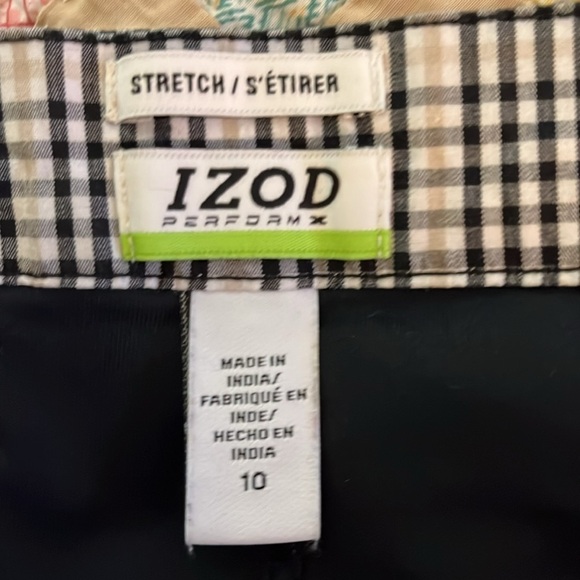 STRETCH / S'ÉTIRER
IZOD
PERFORM X
MADE IN
INDIA/
FABRIQUÉ EN
INDE/
HECHO EN
INDIA
10